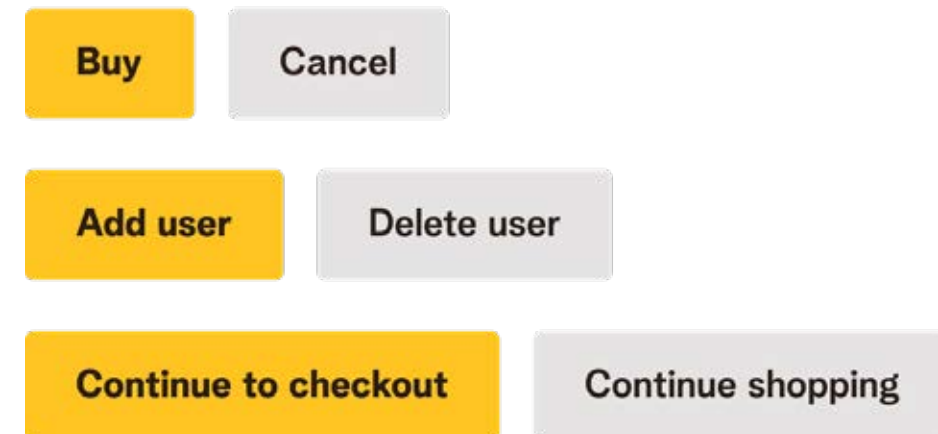 Buy Cancel
Add user Delete user
Continue to checkout Continue shopping